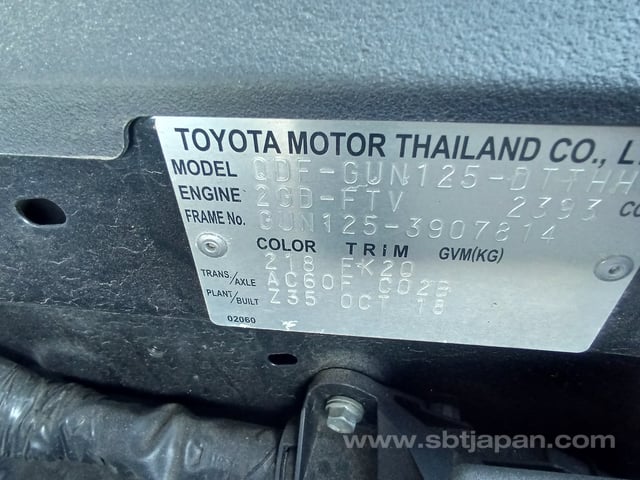 TOYOTA MOTOR THAILAND CO., L
MODEL QDF-GUN125-DTTHH
ENGINE 2GD-FTV 2393 CC
FRAME No. GUN125-3907814
COLOR TRIM GVM(KG)
218 FK20
TRANS./AXLE AC60F C02B
PLANT/BUILT Z35 OCT 18
02060
www.sbtjapan.com